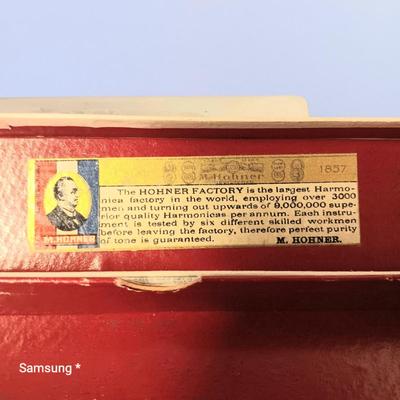 M. Hohner 1857
The HOHNER FACTORY is the largest Harmo-
nica factory in the world, employing over 3000
men and turning out upwards of 9,000,000 supe-
rior quality Harmonicas per annum. Each instru-
ment is tested by six different skilled workmen
before leaving the factory, therefore perfect purity
of tone is guaranteed. M. HOHNER.
M. HOHNER
Samsung *